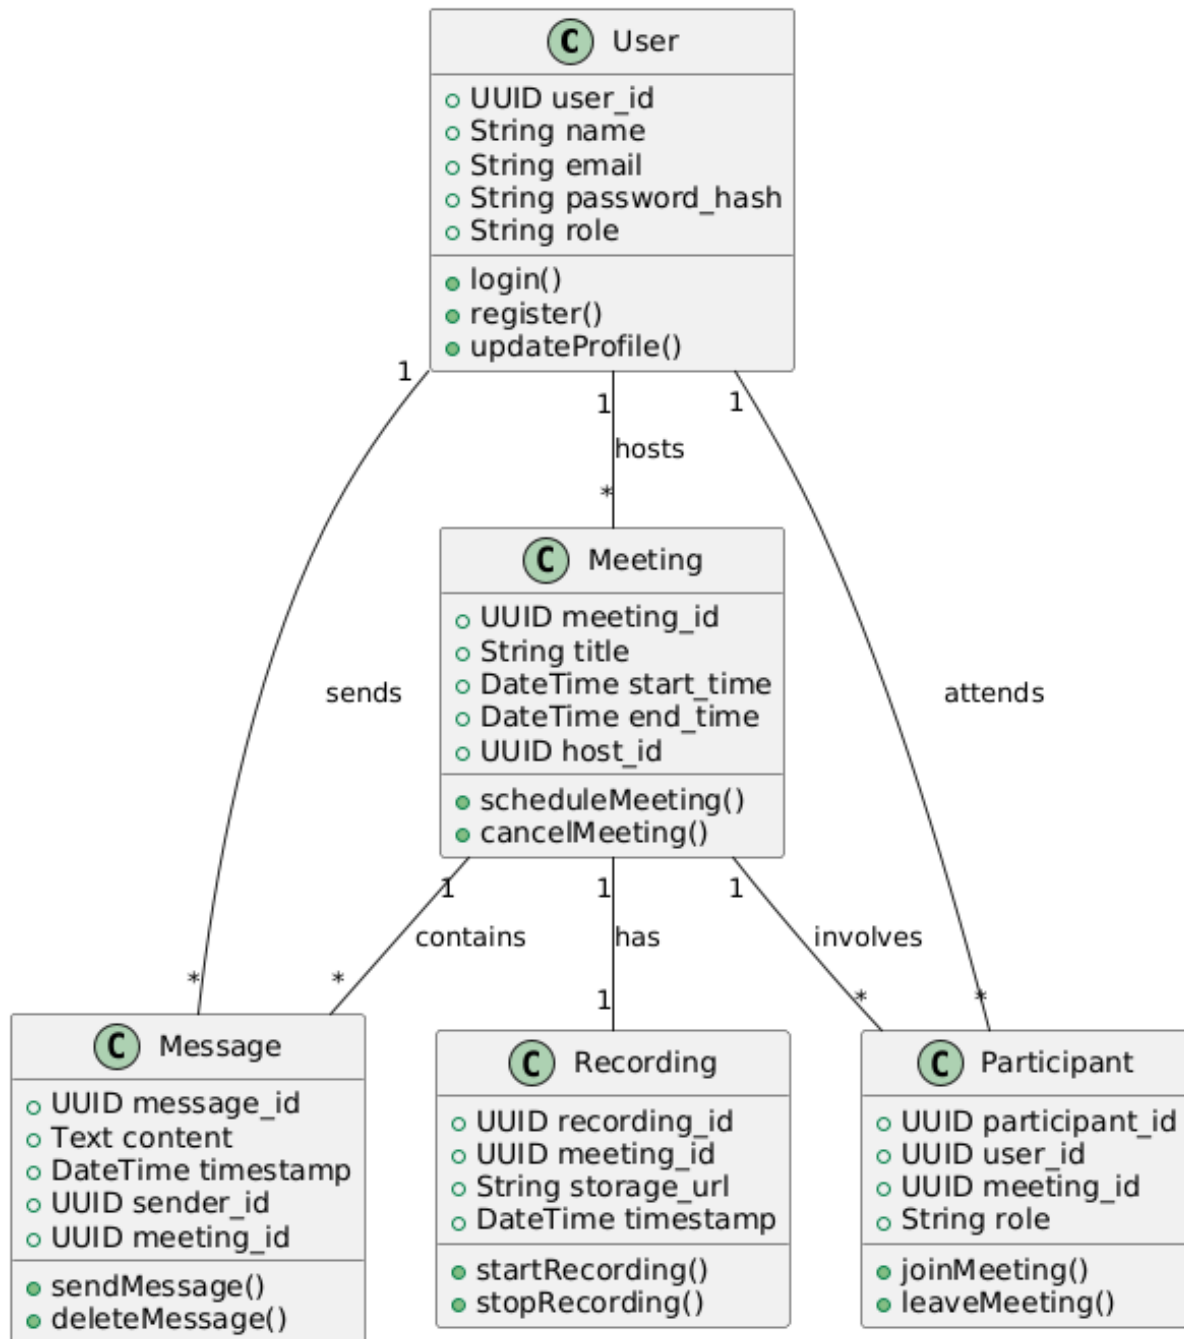 C User
UUID user_id
String name
String email
String password_hash
String role
login()
register()
updateProfile()
1
1
1
hosts
*
C Meeting
UUID meeting_id
String title
DateTime start_time
DateTime end_time
UUID host_id
scheduleMeeting()
cancelMeeting()
sends
attends
1
1
1
contains
has
involves
*
*
1
*
*
C Message
UUID message_id
Text content
DateTime timestamp
UUID sender_id
UUID meeting_id
sendMessage()
deleteMessage()
C Recording
UUID recording_id
UUID meeting_id
String storage_url
DateTime timestamp
startRecording()
stopRecording()
C Participant
UUID participant_id
UUID user_id
UUID meeting_id
String role
joinMeeting()
leaveMeeting()